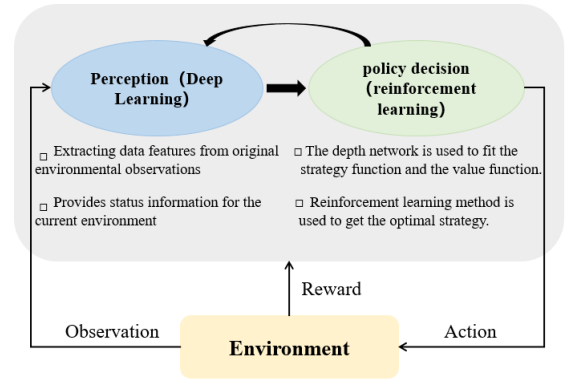 Perception（Deep
Learning）
policy decision
（reinforcement
learning）
□ Extracting data features from original
environmental observations
□ Provides status information for the
current environment
□ The depth network is used to fit the
strategy function and the value function.
□ Reinforcement learning method is
used to get the optimal strategy.
Reward
Observation
Action
Environment